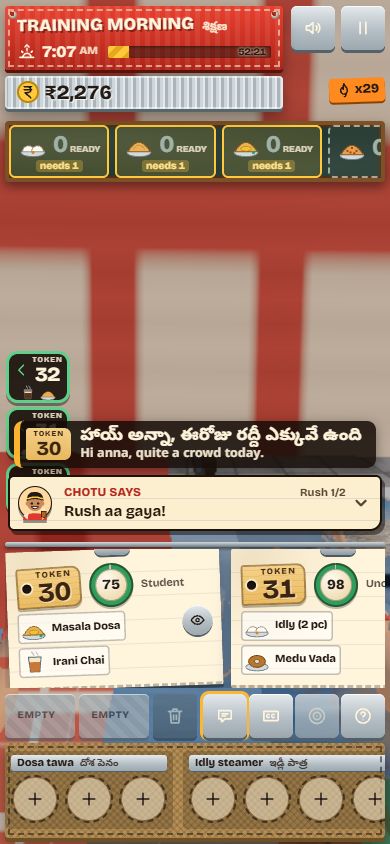 TRAINING MORNING శిక్షణ
7:07 AM 52:21
₹2,276
x29
0 READY
needs 1
0 READY
needs 1
0 READY
needs 1
TOKEN
32
TOKEN
30
హాయ్ అన్నా, ఈరోజు రద్దీ ఎక్కువే ఉంది
Hi anna, quite a crowd today.
CHOTU SAYS
Rush 1/2
Rush aa gaya!
TOKEN
30
75
Student
Masala Dosa
Irani Chai
TOKEN
31
98
Idly (2 pc)
Medu Vada
EMPTY
EMPTY
CC
?
Dosa tawa దోశ పెనం
Idly steamer ఇడ్లీ పాత్ర